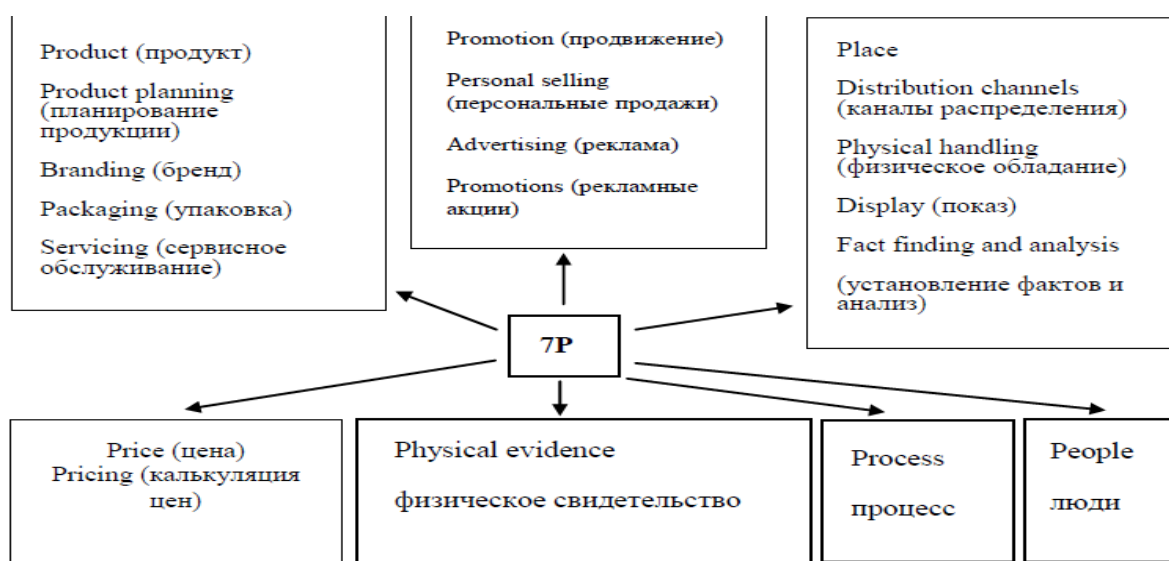 Product (продукт)
Product planning
(планирование
продукции)
Branding (бренд)
Packaging (упаковка)
Servicing (сервисное
обслуживание)
Promotion (продвижение)
Personal selling
(персональные продажи)
Advertising (реклама)
Promotions (рекламные
акции)
Place
Distribution channels
(каналы распределения)
Physical handling
(физическое обладание)
Display (показ)
Fact finding and analysis
(установление фактов и
анализ)
7P
Price (цена)
Pricing (калькуляция
цен)
Physical evidence
физическое свидетельство
Process
процесс
People
люди